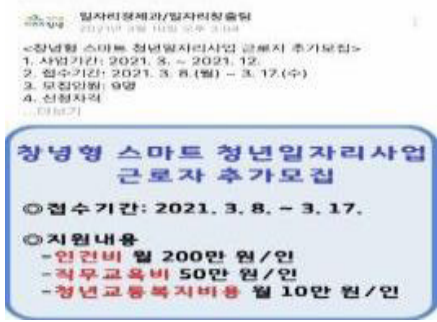 일자리경제과/일자리창출팀
2021년 3월 10일 오후 3:04
<창녕형 스마트 청년일자리사업 근로자 추가모집>
1. 사업기간: 2021. 3. ~ 2021. 12.
2. 접수기간: 2021. 3. 8.(월) ~ 3. 17.(수)
3. 모집인원: 9명
4. 신청자격
...더보기
창녕형 스마트 청년일자리사업
근로자 추가모집
◎접수기간: 2021. 3. 8. ~ 3. 17.
◎지원내용
-인건비 월 200만 원/인
-직무교육비 50만 원/인
-청년교통복지비용 월 10만 원/인